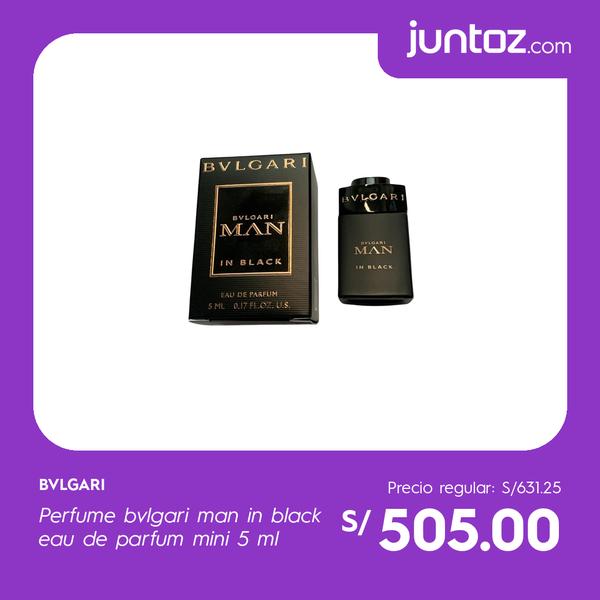 juntoz.com
BVLGARI
BVLGARI
MAN
IN BLACK
EAU DE PARFUM
5 ML - 0.17 FL.OZ. U.S.
BVLGARI
BVLGARI
MAN
IN BLACK
BVLGARI
Perfume bvlgari man in black
eau de parfum mini 5 ml
Precio regular: S/631.25
S/ 505.00